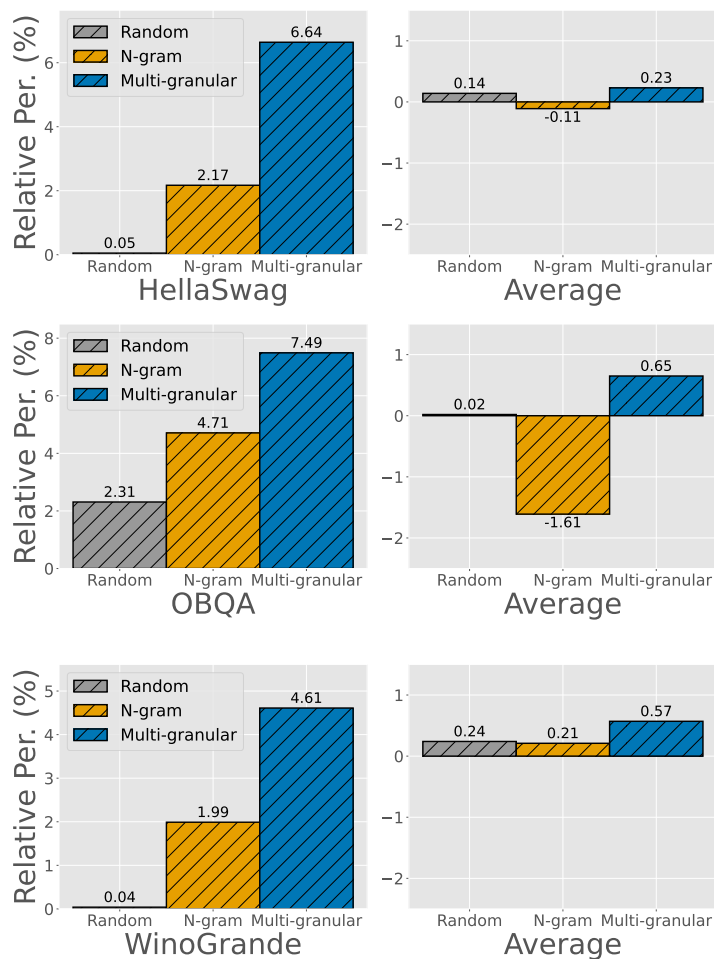 Relative Per. (%)
Random
N-gram
Multi-granular
0
2
4
6
0.05
2.17
6.64
Random N-gram Multi-granular
HellaSwag
1
0
−1
−2
0.14
-0.11
0.23
Random N-gram Multi-granular
Average
Relative Per. (%)
Random
N-gram
Multi-granular
8
6
4
2
0
2.31
4.71
7.49
Random N-gram Multi-granular
OBQA
1
0
−1
−2
0.02
-1.61
0.65
Random N-gram Multi-granular
Average
Relative Per. (%)
Random
N-gram
Multi-granular
5
4
3
2
1
0
0.04
1.99
4.61
Random N-gram Multi-granular
WinoGrande
1
0
−1
−2
0.24
0.21
0.57
Random N-gram Multi-granular
Average